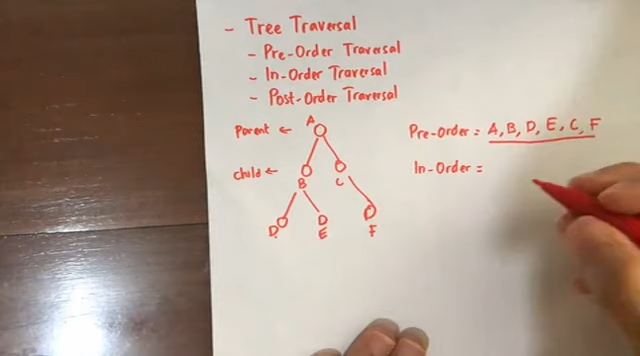 - Tree Traversal
- Pre-Order Traversal
- In-Order Traversal
- Post-Order Traversal
A
Parent ←
Pre-Order = A, B, D, E, C, F
child ←
B
C
In-Order =
D
E
F